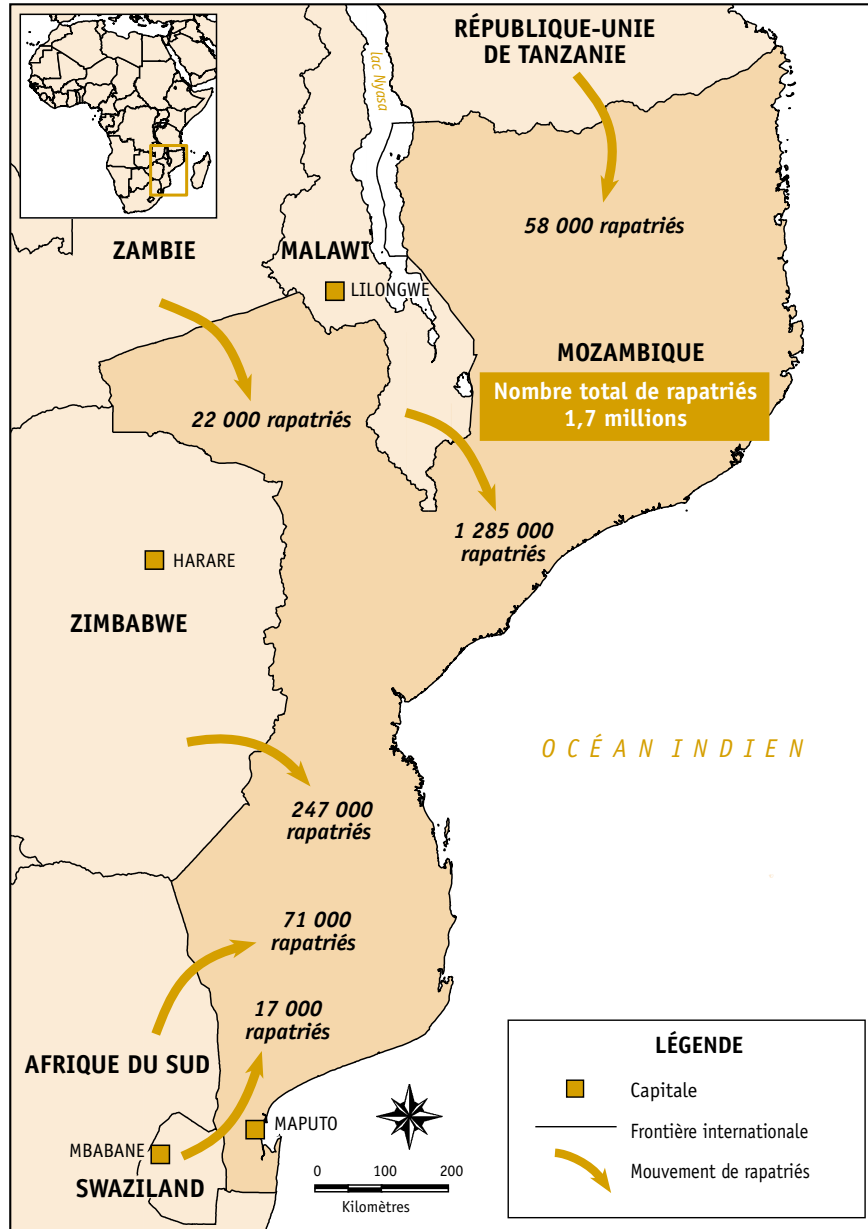 RÉPUBLIQUE-UNIE
DE TANZANIE
lac Nyasa
58 000 rapatriés
ZAMBIE
MALAWI
LILONGWE
MOZAMBIQUE
Nombre total de rapatriés
1,7 millions
22 000 rapatriés
1 285 000
rapatriés
HARARE
ZIMBABWE
OCÉAN INDIEN
247 000
rapatriés
71 000
rapatriés
17 000
rapatriés
AFRIQUE DU SUD
MAPUTO
MBABANE
SWAZILAND
0 100 200
Kilomètres
LÉGENDE
Capitale
Frontière internationale
Mouvement de rapatriés